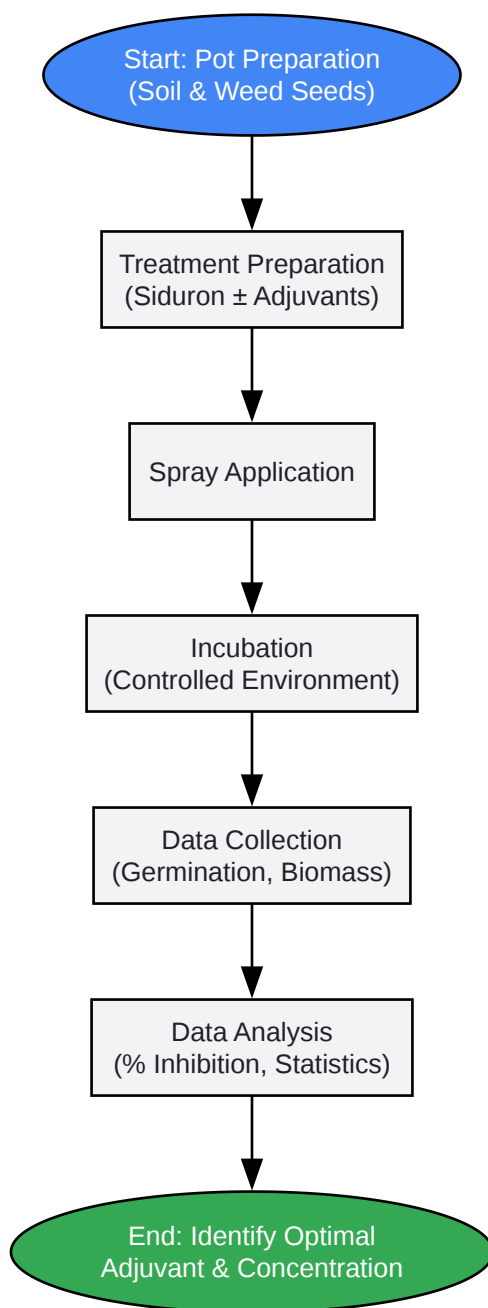 Start: Pot Preparation
(Soil & Weed Seeds)
Treatment Preparation
(Siduron ± Adjuvants)
Spray Application
Incubation
(Controlled Environment)
Data Collection
(Germination, Biomass)
Data Analysis
(% Inhibition, Statistics)
End: Identify Optimal
Adjuvant & Concentration